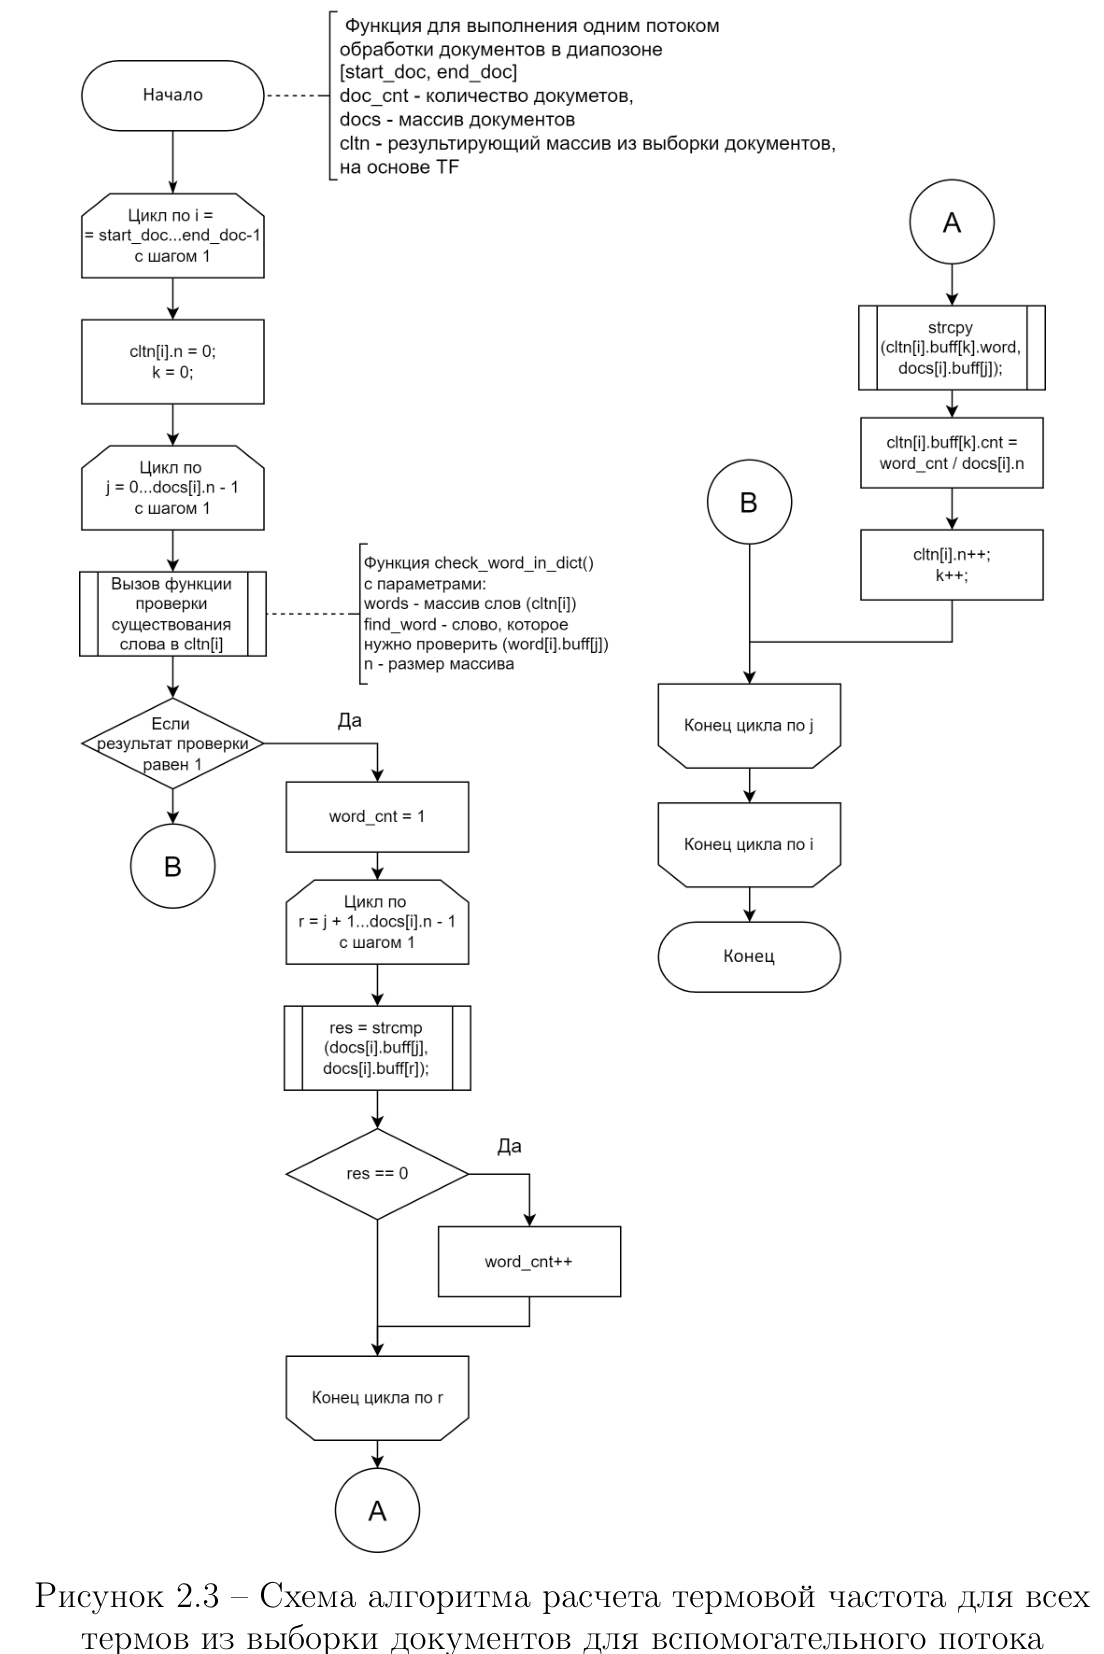 Функция для выполнения одним потоком
обработки документов в диапозоне
[start_doc, end_doc]
doc_cnt - количество докуметов,
docs - массив документов
cltn - результирующий массив из выборки документов,
на основе TF
Начало
Цикл по i =
= start_doc...end_doc-1
с шагом 1
cltn[i].n = 0;
k = 0;
Цикл по
j = 0...docs[i].n - 1
с шагом 1
Вызов функции
проверки
существования
слова в cltn[i]
Функция check_word_in_dict()
с параметрами:
words - массив слов (cltn[i])
find_word - слово, которое
нужно проверить (word[i].buff[j])
n - размер массива
Если
результат проверки
равен 1
Да
B
word_cnt = 1
Цикл по
r = j + 1...docs[i].n - 1
с шагом 1
res = strcmp
(docs[i].buff[j],
docs[i].buff[r]);
res == 0
Да
word_cnt++
Конец цикла по r
A
A
strcpy
(cltn[i].buff[k].word,
docs[i].buff[j]);
cltn[i].buff[k].cnt =
word_cnt / docs[i].n
cltn[i].n++;
k++;
B
Конец цикла по j
Конец цикла по i
Конец
Рисунок 2.3 – Схема алгоритма расчета термовой частота для всех
термов из выборки документов для вспомогательного потока